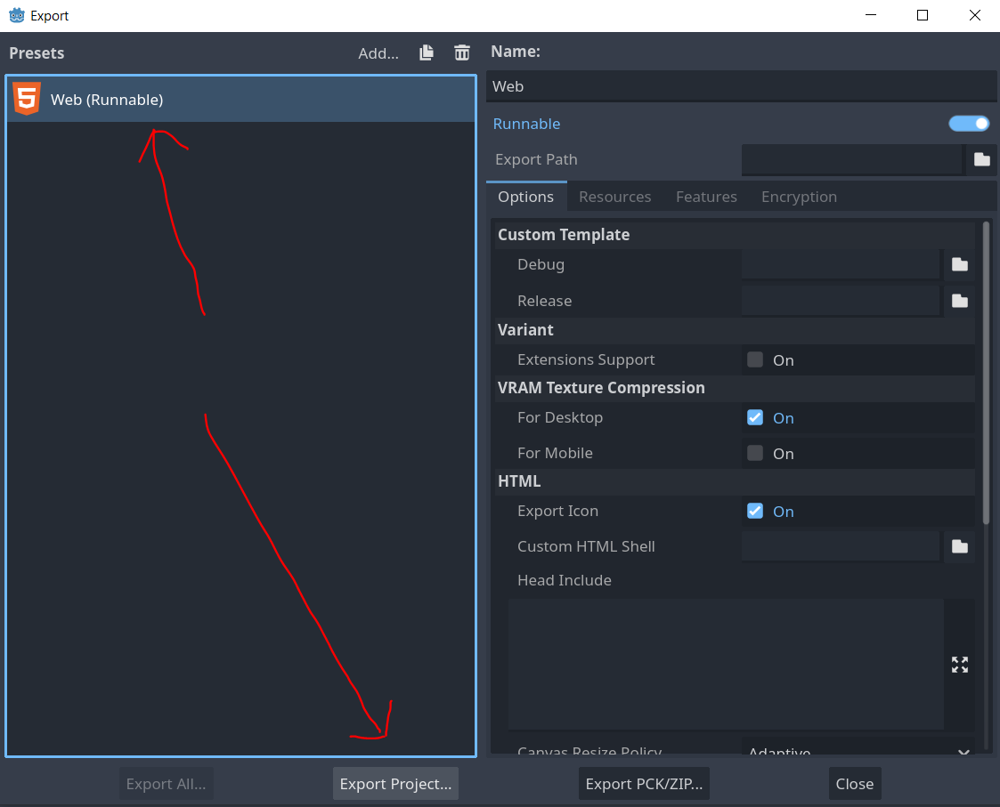 Export
Presets
Add...
Name:
Web (Runnable)
Web
Runnable
Export Path
Options Resources Features Encryption
Custom Template
Debug
Release
Variant
Extensions Support On
VRAM Texture Compression
For Desktop On
For Mobile On
HTML
Export Icon On
Custom HTML Shell
Head Include
Canvas Resize Policy Adaptive
Export All... Export Project... Export PCK/ZIP... Close